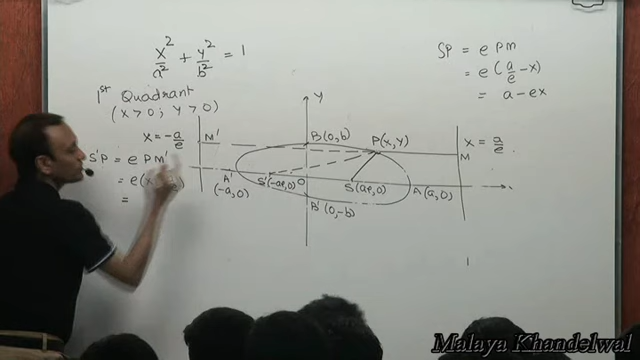 x²/a² + y²/b² = 1
1st Quadrant
(x>0; y>0)
x = -a/e
S'P = e PM'
= e(x
=
SP = e PM
= e(a/e - x)
= a - ex
Y
M'
B(0,b)
P(x,y)
x = a/e
M
A'
(-a,0)
S'(-ae,0)
O
S(ae,0)
A(a,0)
B'(0,-b)
Malaya Khandelwal